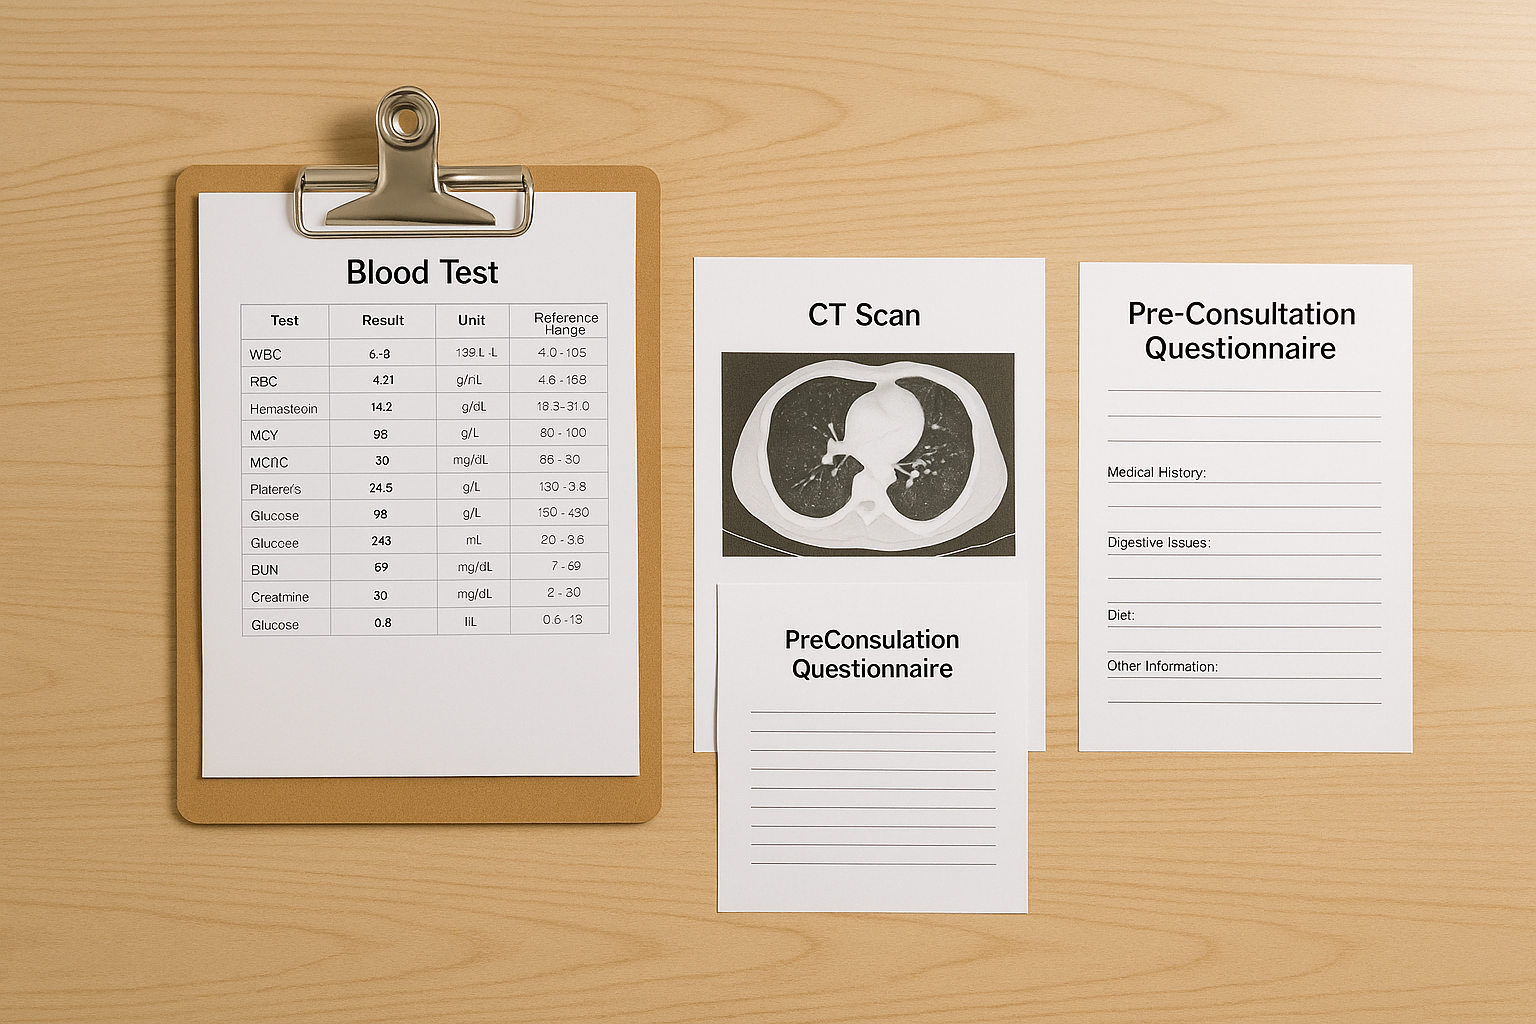 Blood Test
Test Result Unit Reference Hange
WBC 6.-8 139.L -L 4.0-105
RBC 4.21 4.6-168
Hemasteoin 14.2 g/dL 18.3-31.0
MCY 98 g/L 80-100
30 mg/dL 86-30
Platerer's 24.5 g/L 130-3.8
Glucose 98 g/L 150-430
Glucoee 243 mL 20-3.6
BUN 69 mg/dL 7-69
Creatmine 30 mg/dL 2-30
Glucose 0.8 0.6-13
CT Scan
PreConsulation
Questionnaire
Pre-Consultation
Questionnaire
Medical History:
Digestive Issues:
Diet:
Other Information: